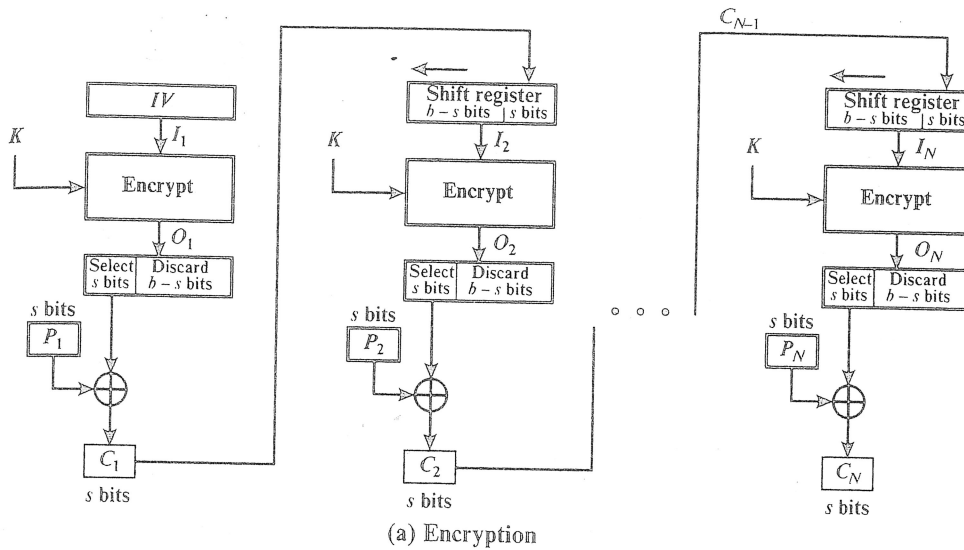 C_{N-1}
IV
Shift register
b − s bits | s bits
Shift register
b − s bits | s bits
K
I_1
K
I_2
K
I_N
Encrypt
Encrypt
Encrypt
O_1
O_2
O_N
Select
s bits
Discard
b − s bits
Select
s bits
Discard
b − s bits
Select
s bits
Discard
b − s bits
s bits
P_1
s bits
P_2
s bits
P_N
C_1
s bits
C_2
s bits
C_N
s bits
(a) Encryption